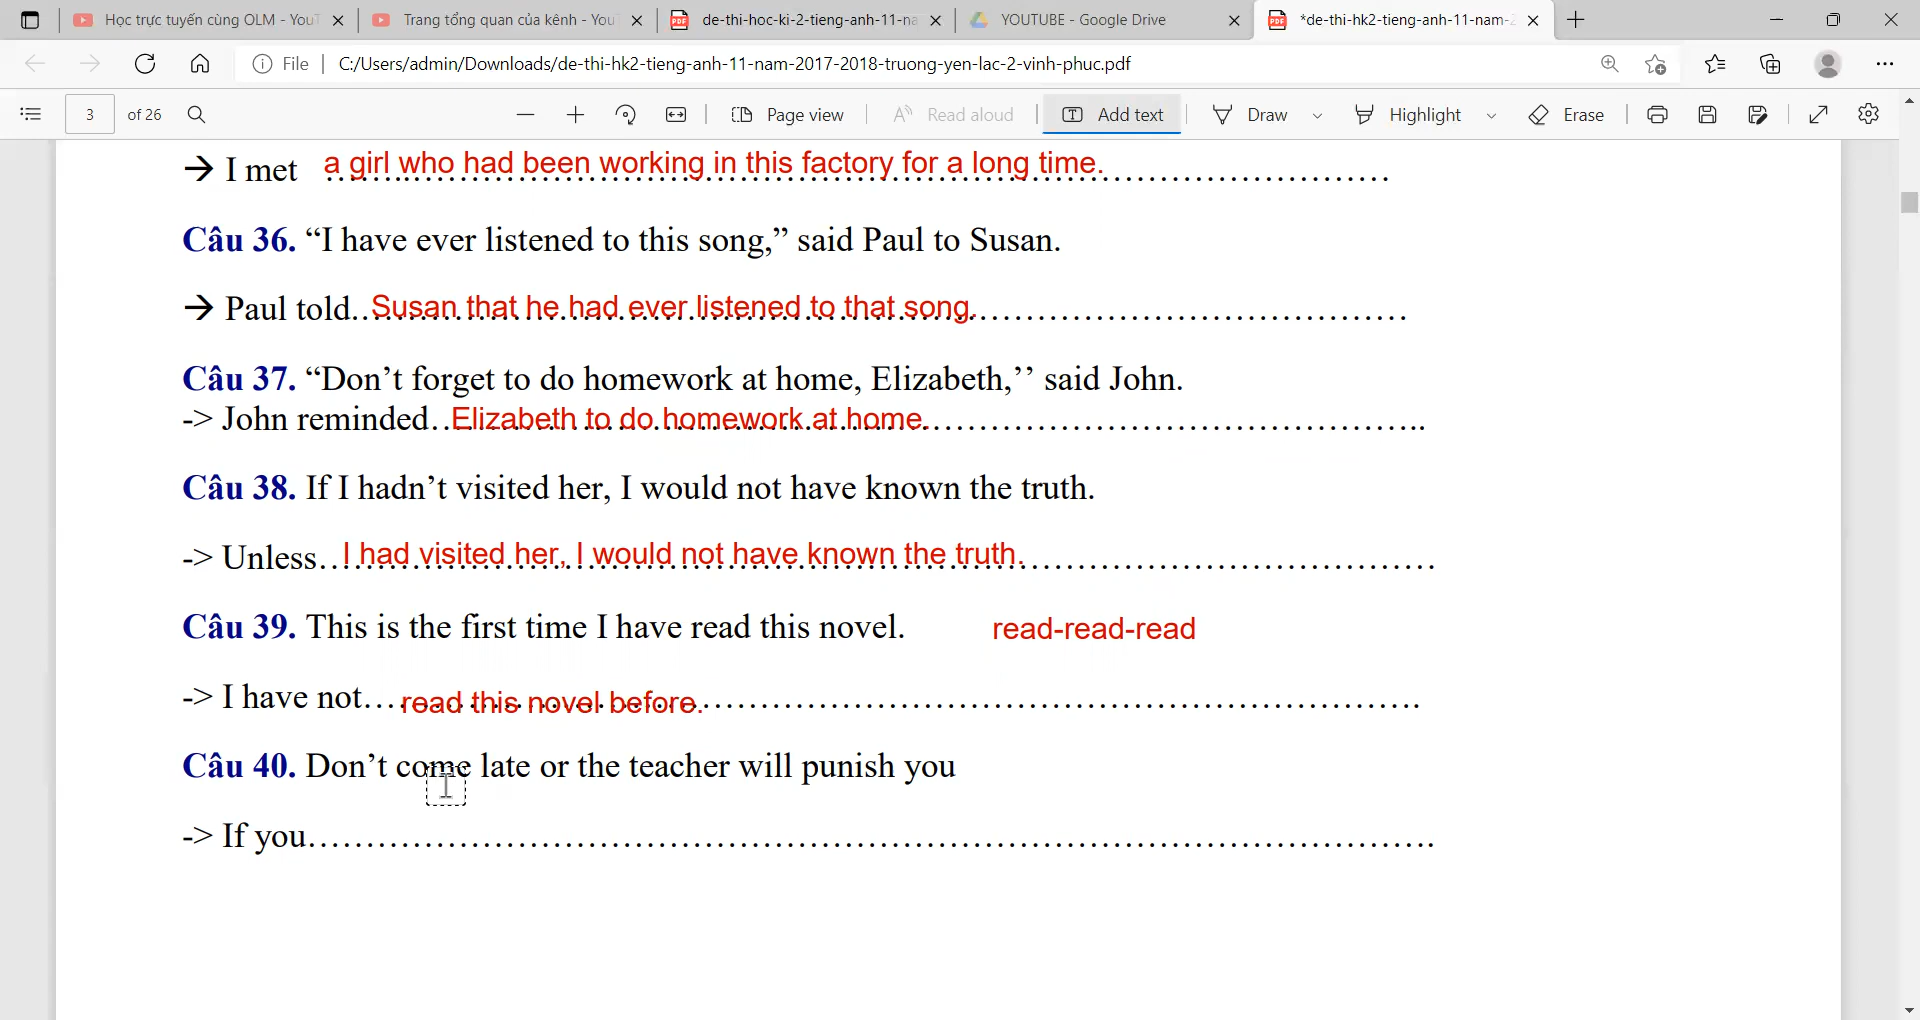 Học trực tuyến cùng OLM - YouT
Trang tổng quan của kênh - You
de-thi-hoc-ki-2-tieng-anh-11-na
YOUTUBE - Google Drive
*de-thi-hk2-tieng-anh-11-nam-2
File C:/Users/admin/Downloads/de-thi-hk2-tieng-anh-11-nam-2017-2018-truong-yen-lac-2-vinh-phuc.pdf
3 of 26 Page view Read aloud Add text Draw Highlight Erase
→ I met a girl who had been working in this factory for a long time.
Câu 36. “I have ever listened to this song,” said Paul to Susan.
→ Paul told..Susan that he had ever listened to that song.
Câu 37. “Don’t forget to do homework at home, Elizabeth,’’ said John.
-> John reminded..Elizabeth to do homework at home.
Câu 38. If I hadn’t visited her, I would not have known the truth.
-> Unless..I had visited her, I would not have known the truth.
Câu 39. This is the first time I have read this novel. read-read-read
-> I have not...read this novel before.
Câu 40. Don’t come late or the teacher will punish you
-> If you……………………………………………………………………………….